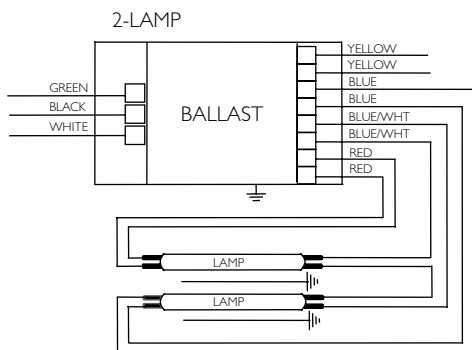 2-LAMP
GREEN
BLACK
WHITE
BALLAST
YELLOW
YELLOW
BLUE
BLUE
BLUE/WHT
BLUE/WHT
RED
RED
LAMP
LAMP